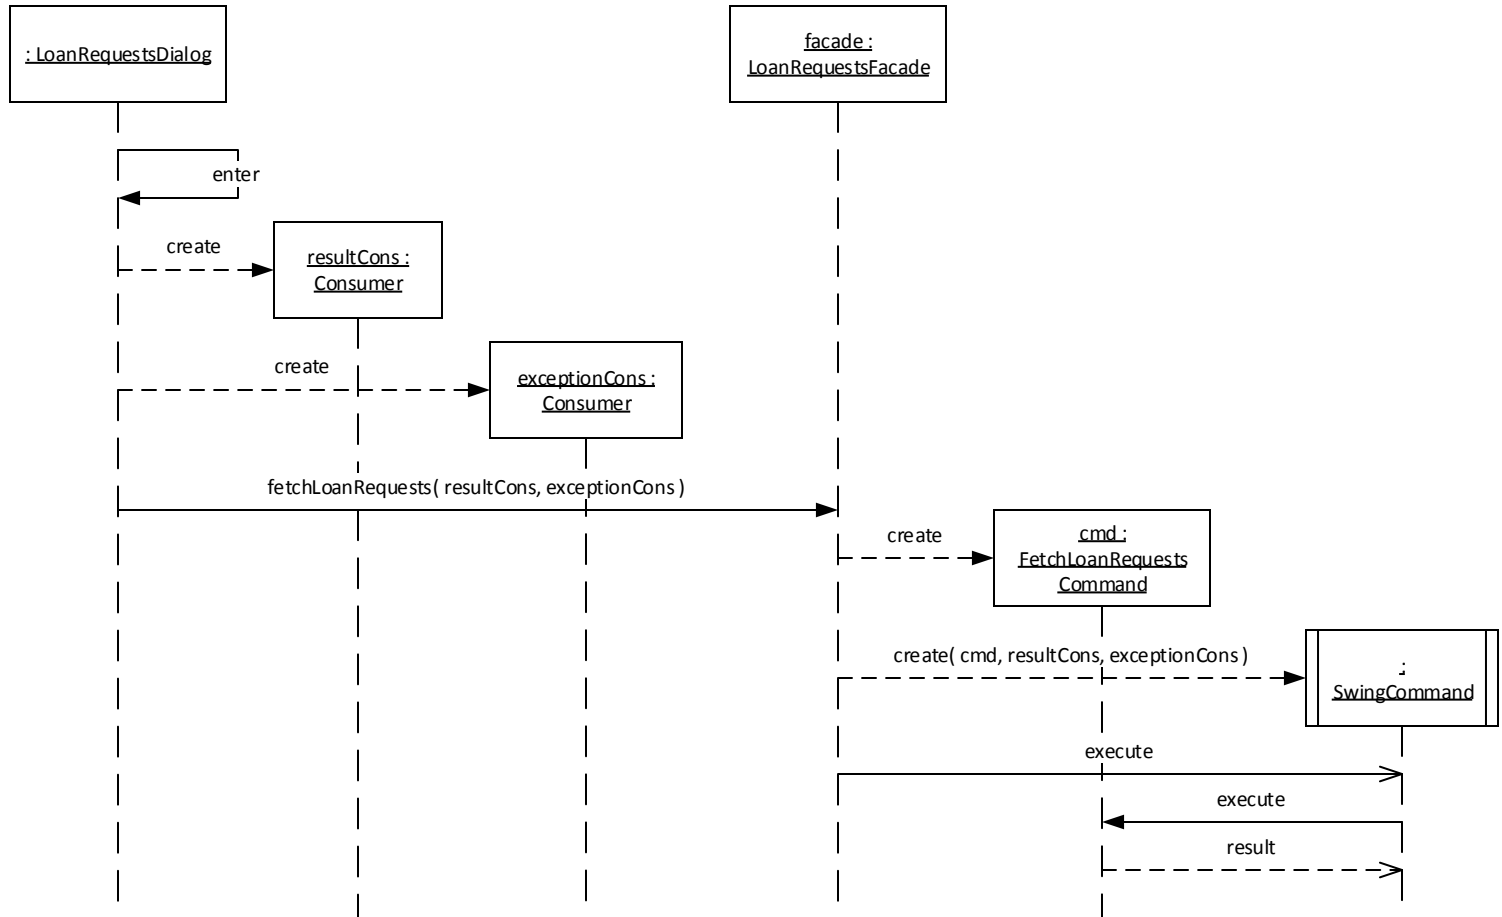 : LoanRequestsDialog
facade :
LoanRequestsFacade
enter
create
resultCons :
Consumer
create
exceptionCons :
Consumer
fetchLoanRequests( resultCons, exceptionCons )
create
cmd :
FetchLoanRequests
Command
create( cmd, resultCons, exceptionCons )
:
SwingCommand
execute
execute
result